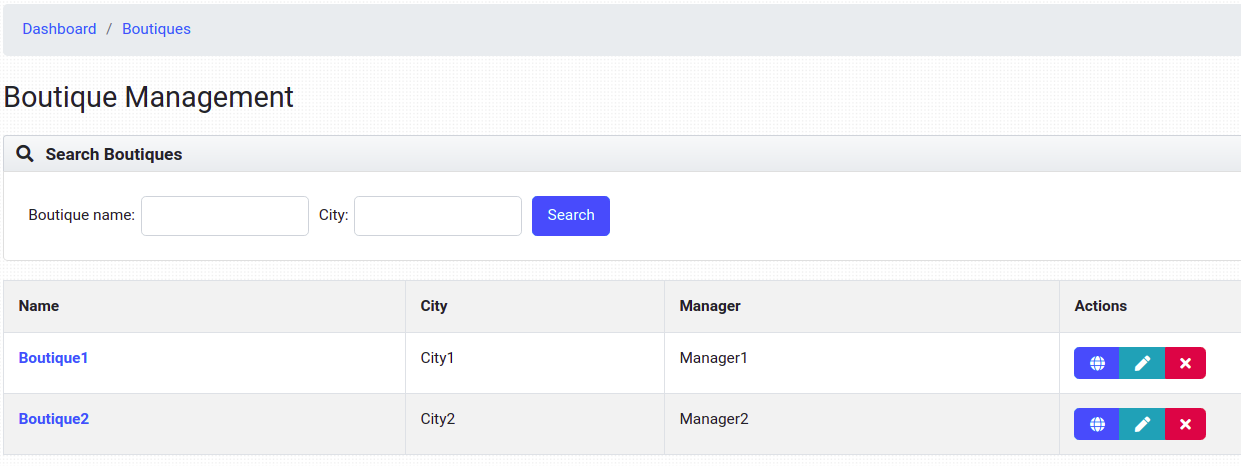 Dashboard / Boutiques
Boutique Management
Search Boutiques
Boutique name: City: Search
Name City Manager Actions
Boutique1 City1 Manager1
Boutique2 City2 Manager2